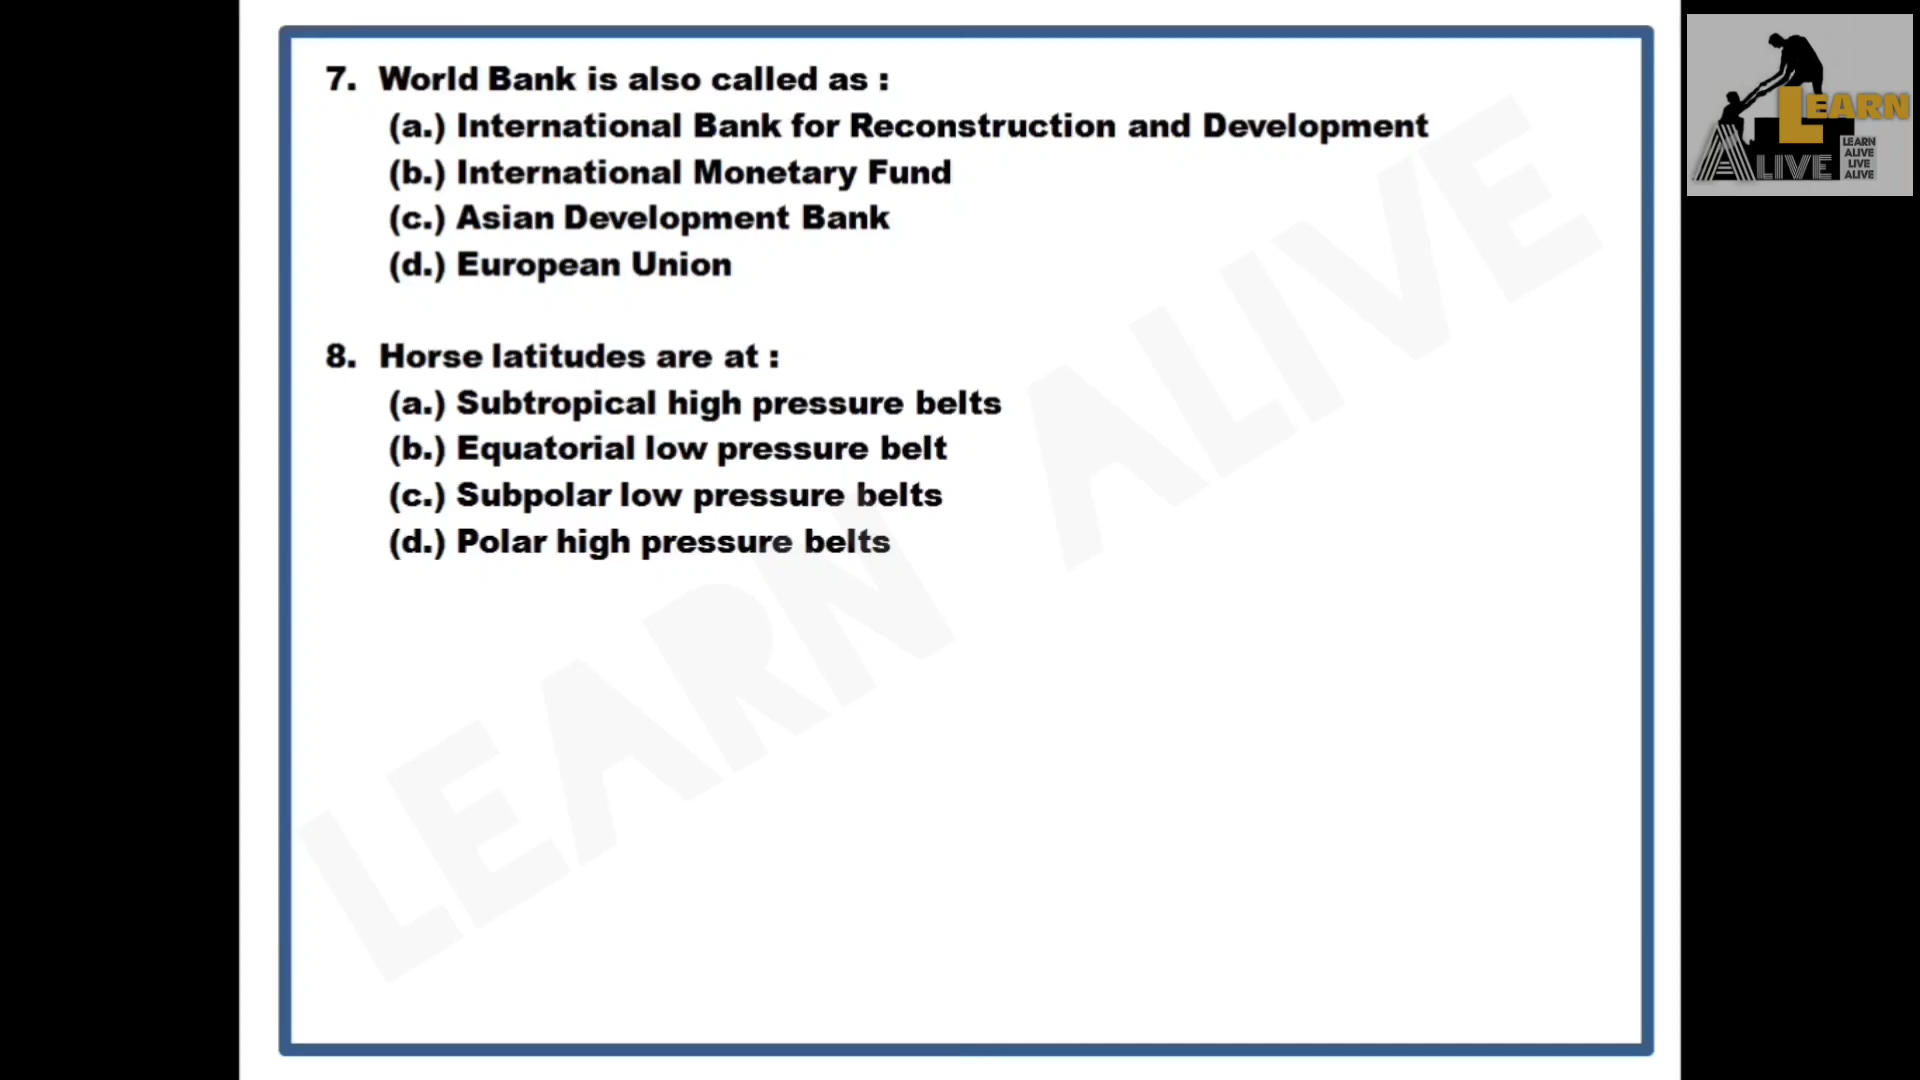 7. World Bank is also called as :
(a.) International Bank for Reconstruction and Development
(b.) International Monetary Fund
(c.) Asian Development Bank
(d.) European Union
8. Horse latitudes are at :
(a.) Subtropical high pressure belts
(b.) Equatorial low pressure belt
(c.) Subpolar low pressure belts
(d.) Polar high pressure belts
LEARN ALIVE
LEARN
ALIVE
LEARN
ALIVE
LIVE
ALIVE